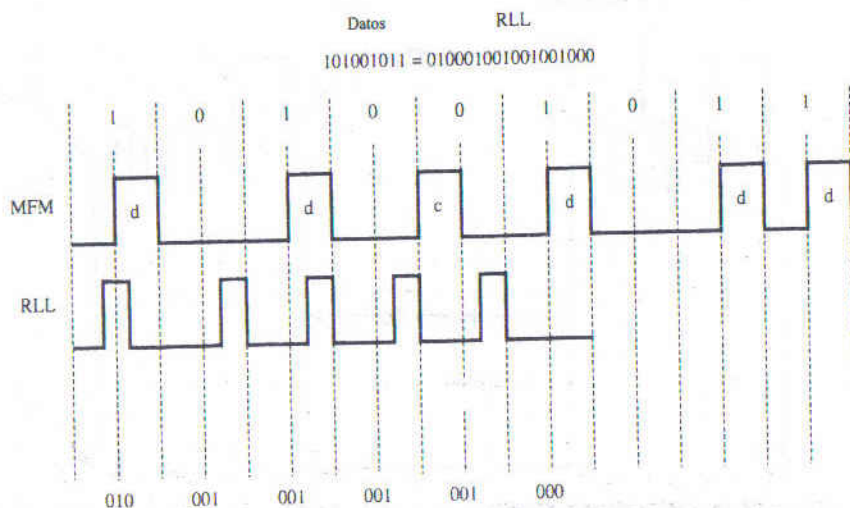 Datos RLL
101001011 = 010001001001001000
1 0 1 0 0 1 0 1 1
MFM d d c d d d
RLL
010 001 001 001 001 000